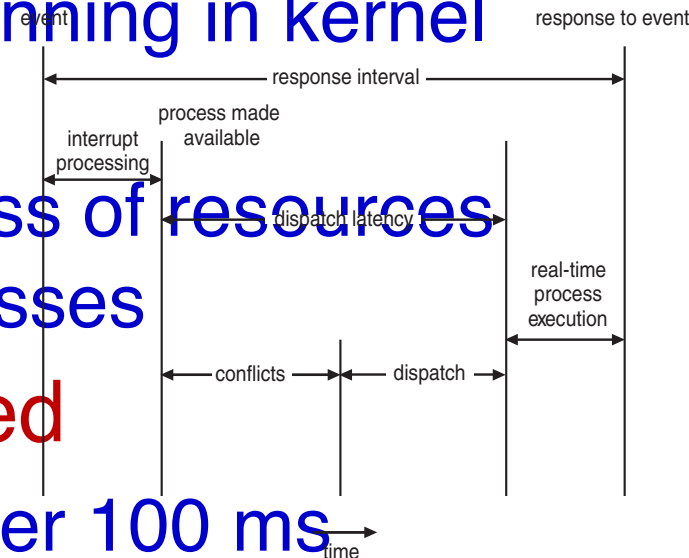 nning in kernel
event
response to event
response interval
process made
available
interrupt
processing
ss of resources
dispatch latency
real-time
process
execution
sses
conflicts
dispatch
ed
er 100 ms
time